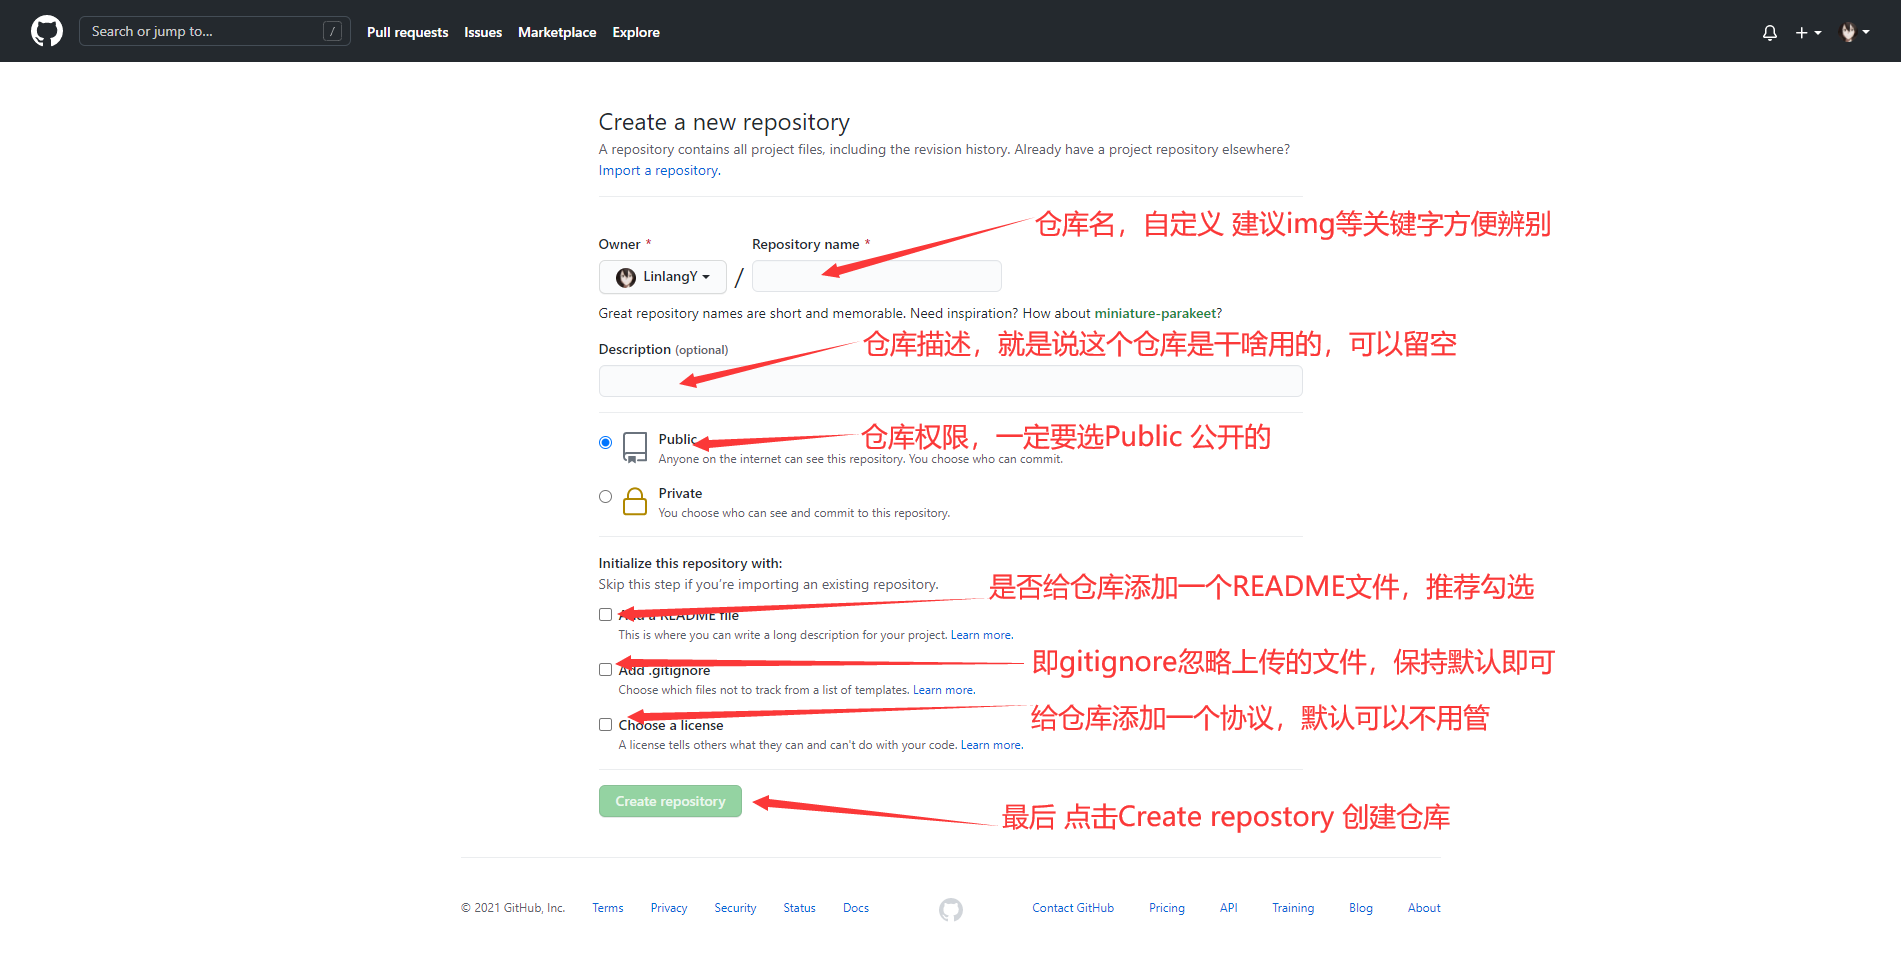 Search or jump to... /
Pull requests
Issues
Marketplace
Explore
Create a new repository
A repository contains all project files, including the revision history. Already have a project repository elsewhere?
Import a repository.
仓库名，自定义 建议img等关键字方便辨别
Owner *
Repository name *
LinlangY
/
Great repository names are short and memorable. Need inspiration? How about miniature-parakeet?
仓库描述，就是说这个仓库是干啥用的，可以留空
Description (optional)
仓库权限，一定要选Public 公开的
Public
Anyone on the internet can see this repository. You choose who can commit.
Private
You choose who can see and commit to this repository.
Initialize this repository with:
Skip this step if you're importing an existing repository.
是否给仓库添加一个README文件，推荐勾选
Add a README file
This is where you can write a long description for your project. Learn more.
即gitignore忽略上传的文件，保持默认即可
Add .gitignore
Choose which files not to track from a list of templates. Learn more.
给仓库添加一个协议，默认可以不用管
Choose a license
A license tells others what they can and can't do with your code. Learn more.
Create repository
最后 点击Create repostory 创建仓库
© 2021 GitHub, Inc.
Terms
Privacy
Security
Status
Docs
Contact GitHub
Pricing
API
Training
Blog
About